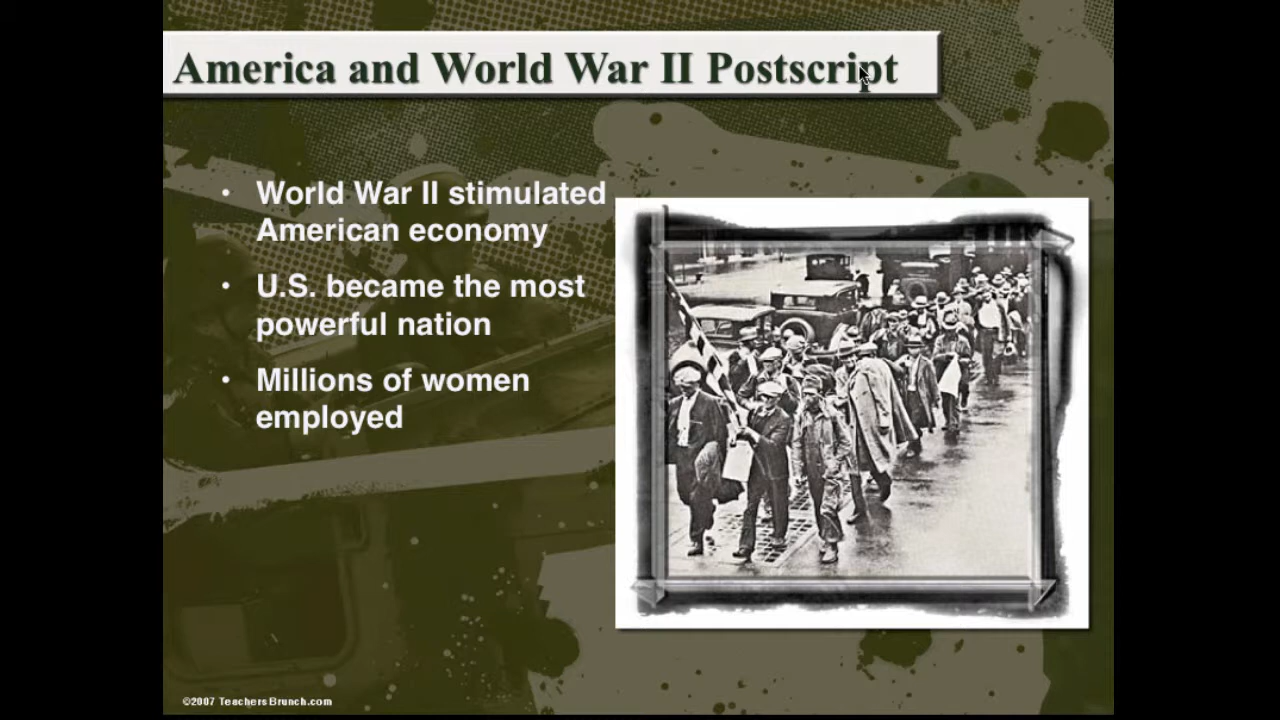 America and World War II Postscript
• World War II stimulated
American economy
• U.S. became the most
powerful nation
• Millions of women
employed
©2007 TeachersBrunch.com